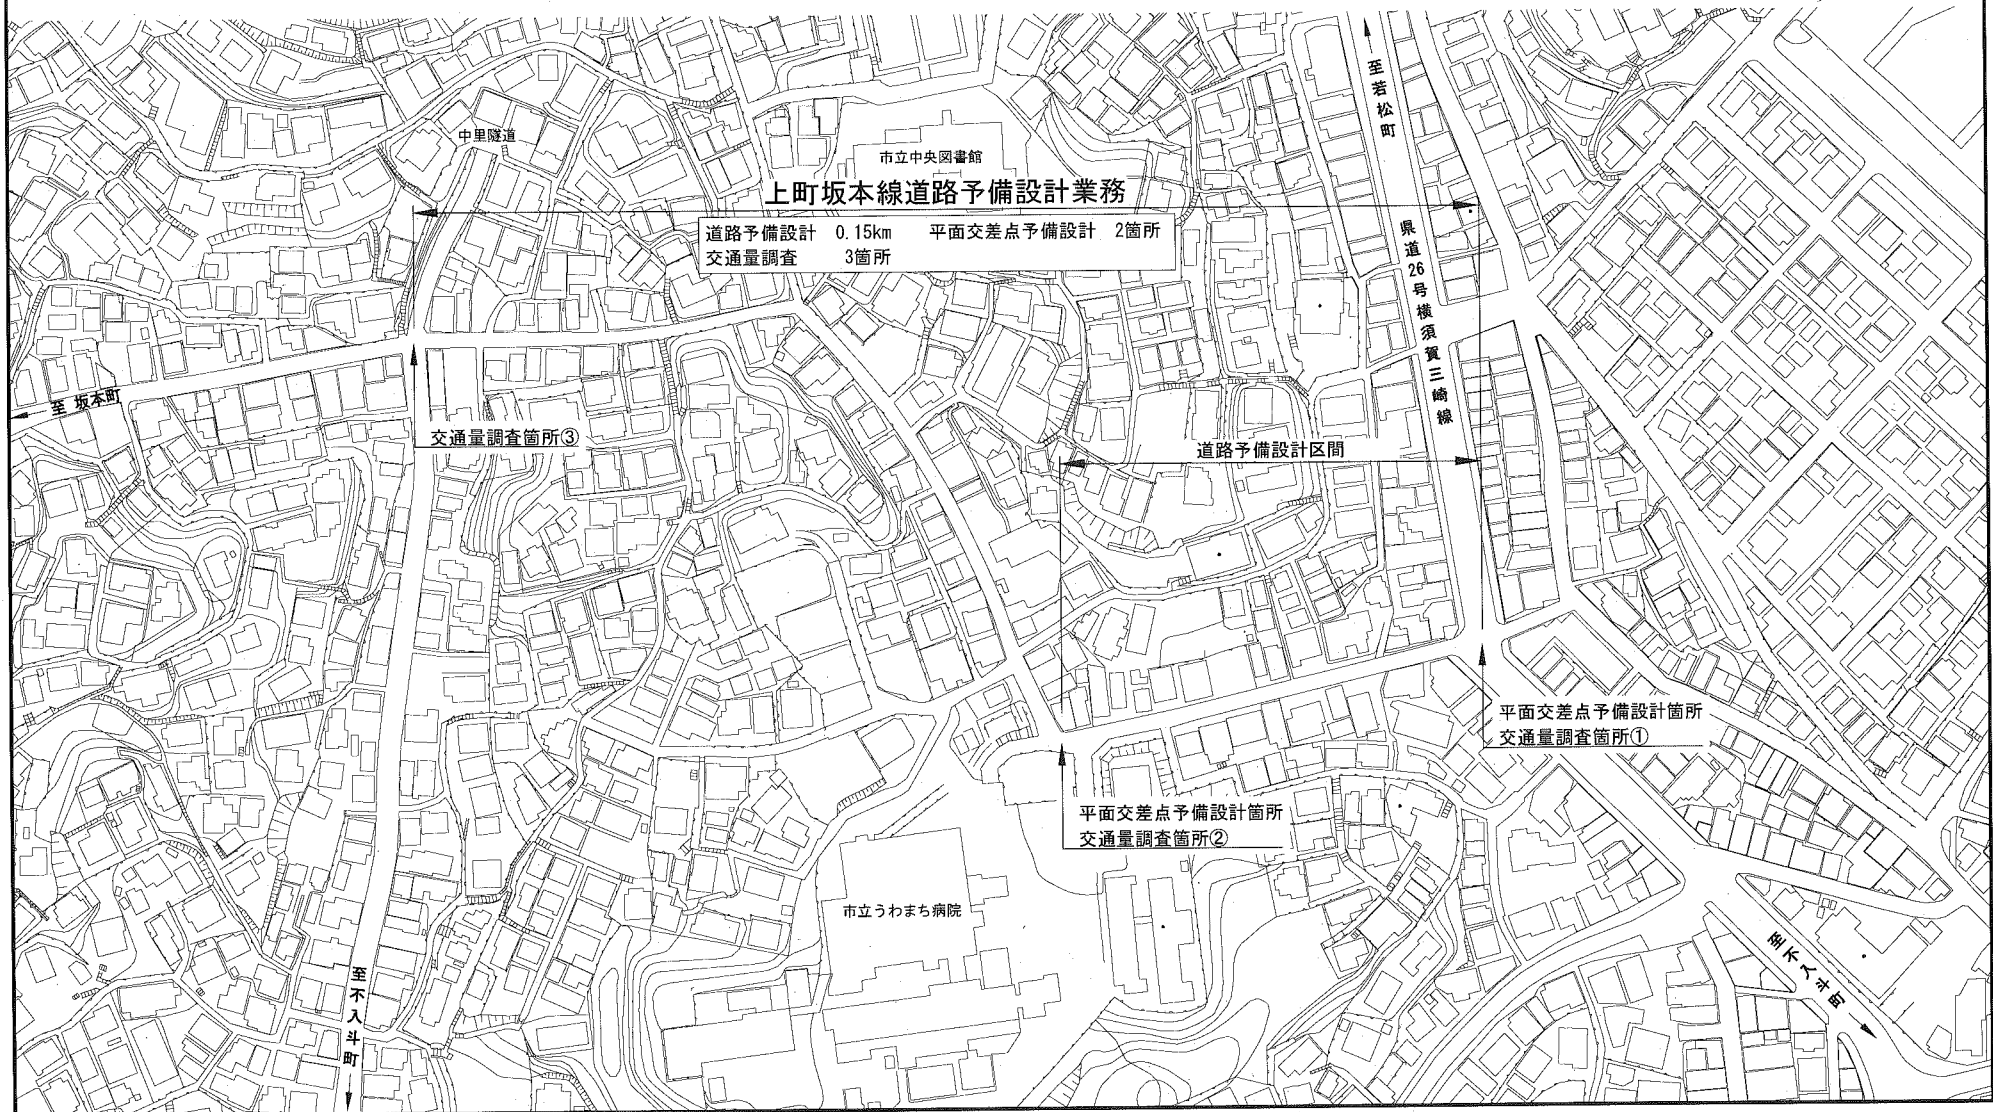 至若松町
中里隧道
市立中央図書館
上町坂本線道路予備設計業務
道路予備設計 0.15km 平面交差点予備設計 2箇所
交通量調査 3箇所
県道26号横須賀三崎線
至 坂本町
交通量調査箇所③
道路予備設計区間
平面交差点予備設計箇所
交通量調査箇所①
平面交差点予備設計箇所
交通量調査箇所②
市立うわまち病院
至不入斗町
至不入斗町